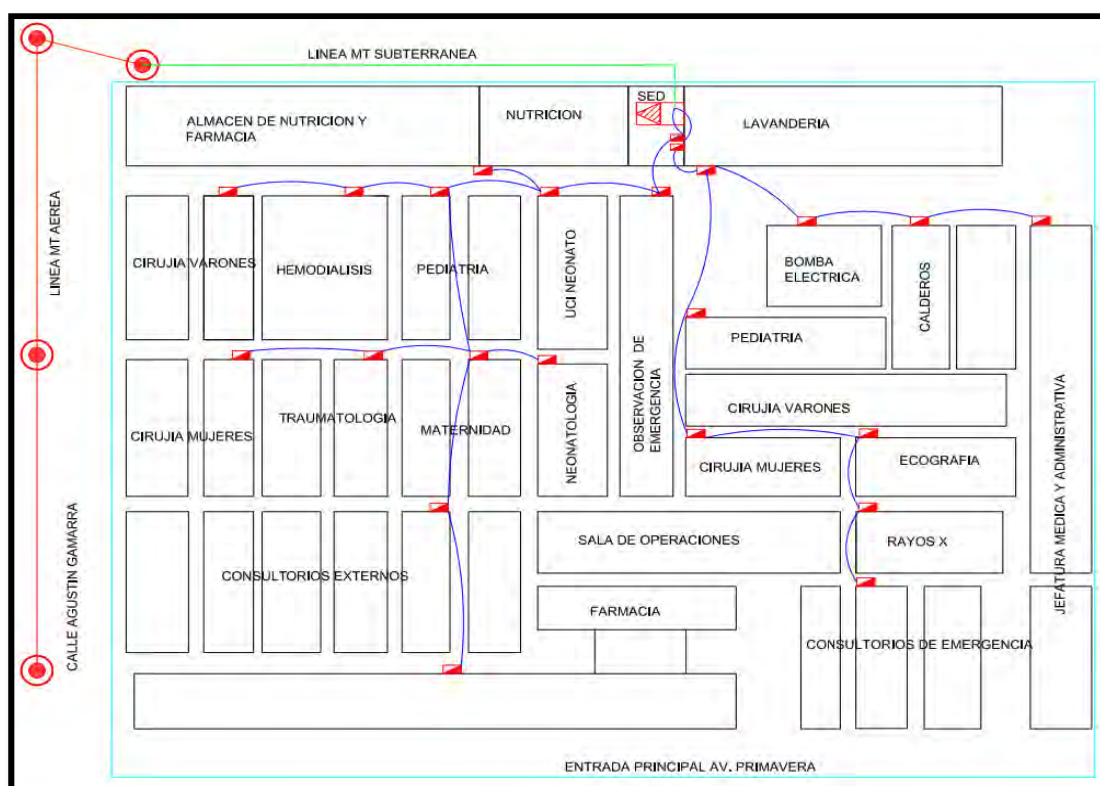 LINEA MT SUBTERRANEA
SED
ALMACEN DE NUTRICION Y
FARMACIA
NUTRICION
LAVANDERIA
LINEA MT AEREA
CIRUJIA VARONES
HEMODIALISIS
PEDIATRIA
UCI NEONATO
OBSERVACION DE
EMERGENCIA
BOMBA
ELECTRICA
CALDEROS
PEDIATRIA
CIRUJIA VARONES
CIRUJIA MUJERES
TRAUMATOLOGIA
MATERNIDAD
NEONATOLOGIA
CIRUJIA MUJERES
ECOGRAFIA
JEFATURA MEDICA Y ADMINISTRATIVA
CALLE AGUSTIN GAMARRA
CONSULTORIOS EXTERNOS
SALA DE OPERACIONES
RAYOS X
FARMACIA
CONSULTORIOS DE EMERGENCIA
ENTRADA PRINCIPAL AV. PRIMAVERA